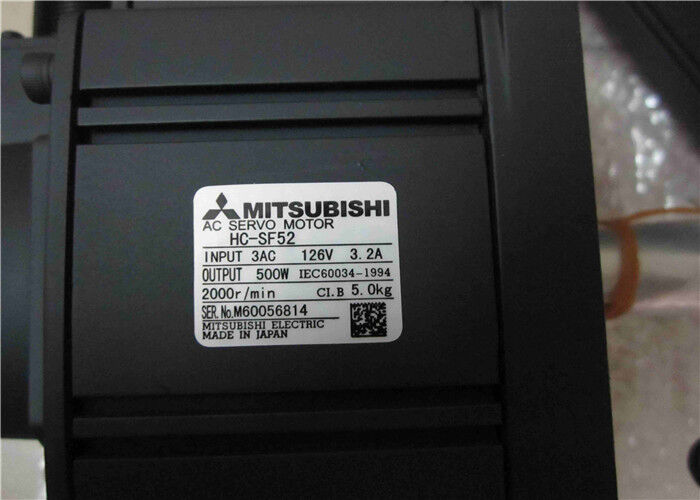 MITSUBISHI
AC SERVO MOTOR
HC-SF52
INPUT 3AC 126V 3.2A
OUTPUT 500W IEC60034-1994
2000r/min CI.B 5.0kg
SER.No.M60056814
MITSUBISHI ELECTRIC
MADE IN JAPAN